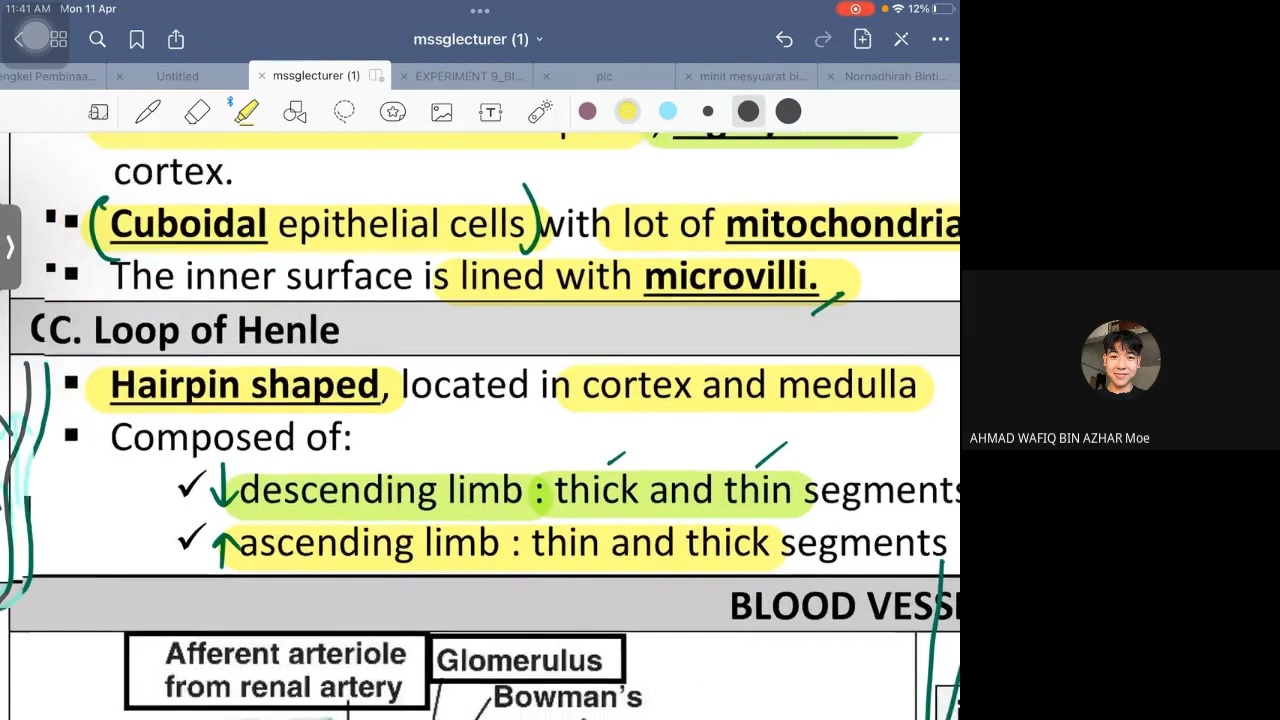 11:41 AM Mon 11 Apr
12%
mssglecturer (1)
engkel Pembinaa...
Untitled
mssglecturer (1)
EXPERIMENT 9_BI...
pic
minit mesyuarat bi...
Nornadhirah Binti...
cortex.
Cuboidal epithelial cells with lot of mitochondria
The inner surface is lined with microvilli.
C. Loop of Henle
Hairpin shaped, located in cortex and medulla
Composed of:
descending limb : thick and thin segments
ascending limb : thin and thick segments
BLOOD VESS
Afferent arteriole
from renal artery
Glomerulus
Bowman's
AHMAD WAFIQ BIN AZHAR Moe